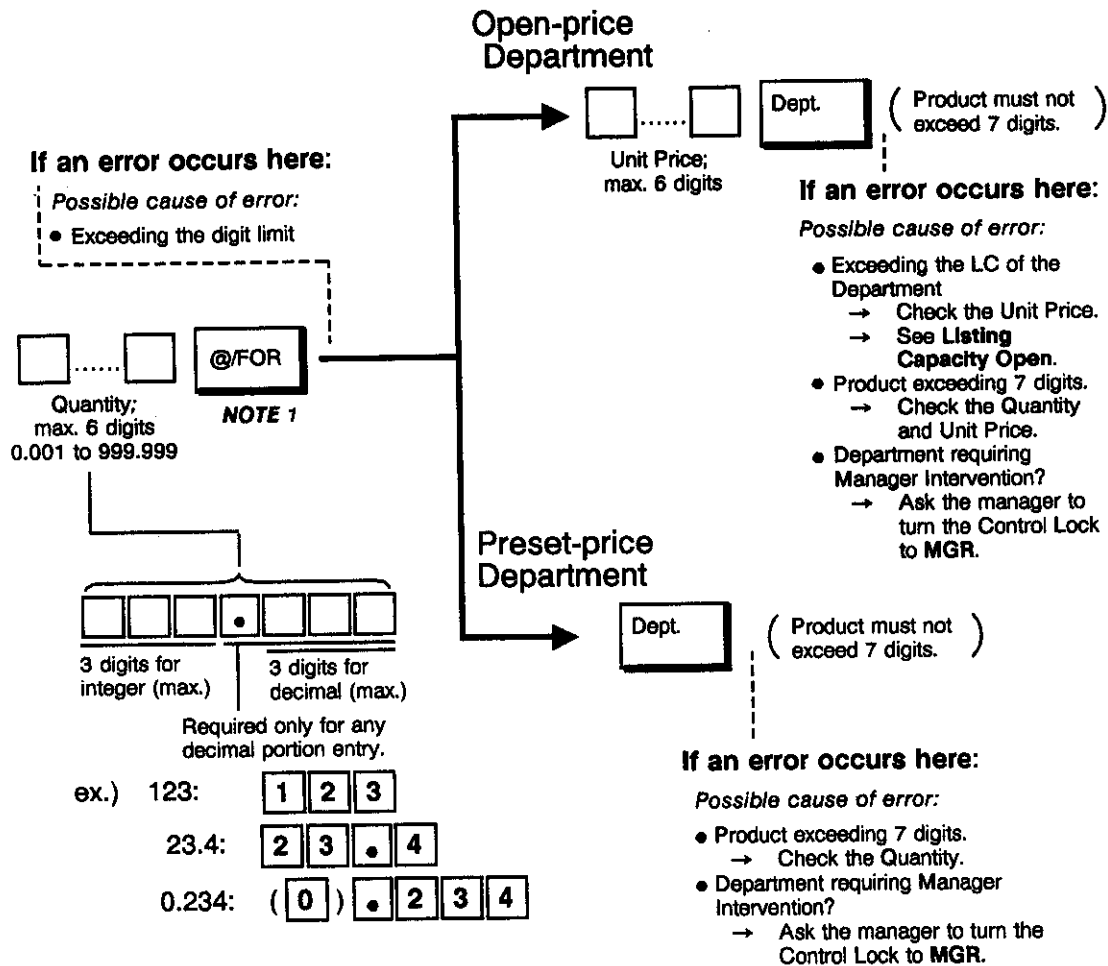 Open-price
Department
Dept.
( Product must not
exceed 7 digits. )
Unit Price;
max. 6 digits
If an error occurs here:
Possible cause of error:
● Exceeding the digit limit
@/FOR
NOTE 1
Quantity;
max. 6 digits
0.001 to 999.999
If an error occurs here:
Possible cause of error:
● Exceeding the LC of the
Department
→ Check the Unit Price.
→ See Listing
Capacity Open.
● Product exceeding 7 digits.
→ Check the Quantity
and Unit Price.
● Department requiring
Manager Intervention?
→ Ask the manager to
turn the Control Lock
to MGR.
3 digits for
integer (max.)
3 digits for
decimal (max.)
Required only for any
decimal portion entry.
ex.) 123: 1 2 3
23.4: 2 3 . 4
0.234: ( 0 ) . 2 3 4
Preset-price
Department
Dept.
( Product must not
exceed 7 digits. )
If an error occurs here:
Possible cause of error:
● Product exceeding 7 digits.
→ Check the Quantity.
● Department requiring Manager
Intervention?
→ Ask the manager to turn the
Control Lock to MGR.